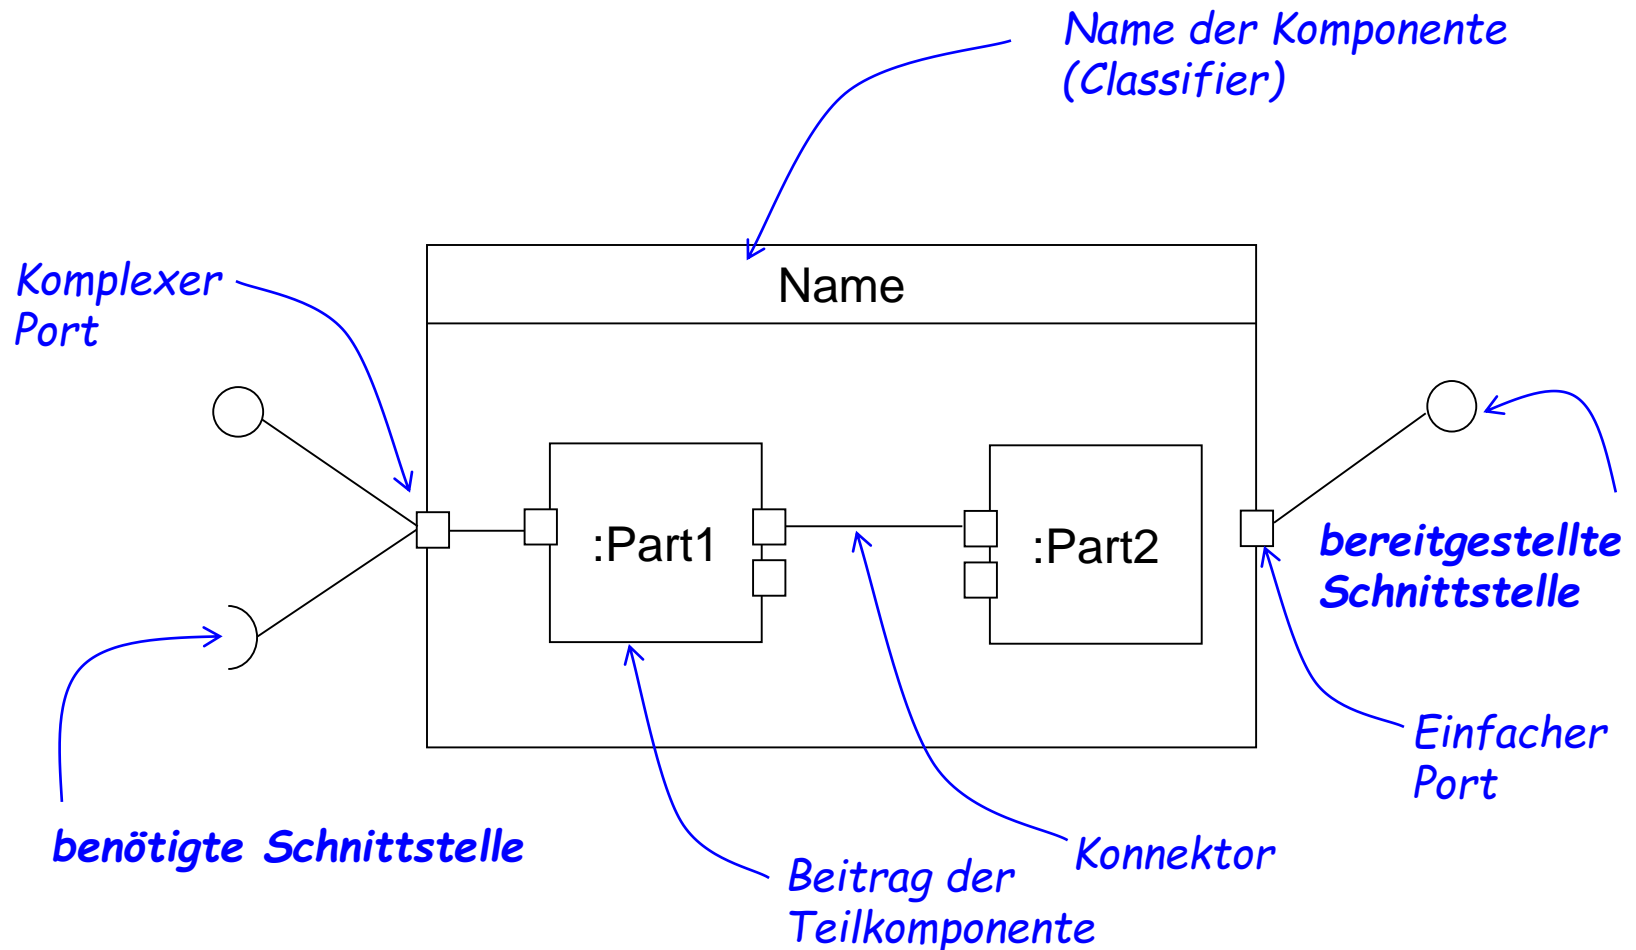 Name der Komponente
(Classifier)
Komplexer
Port
Name
:Part1
:Part2
bereitgestellte
Schnittstelle
Einfacher
Port
benötigte Schnittstelle
Beitrag der
Teilkomponente
Konnektor